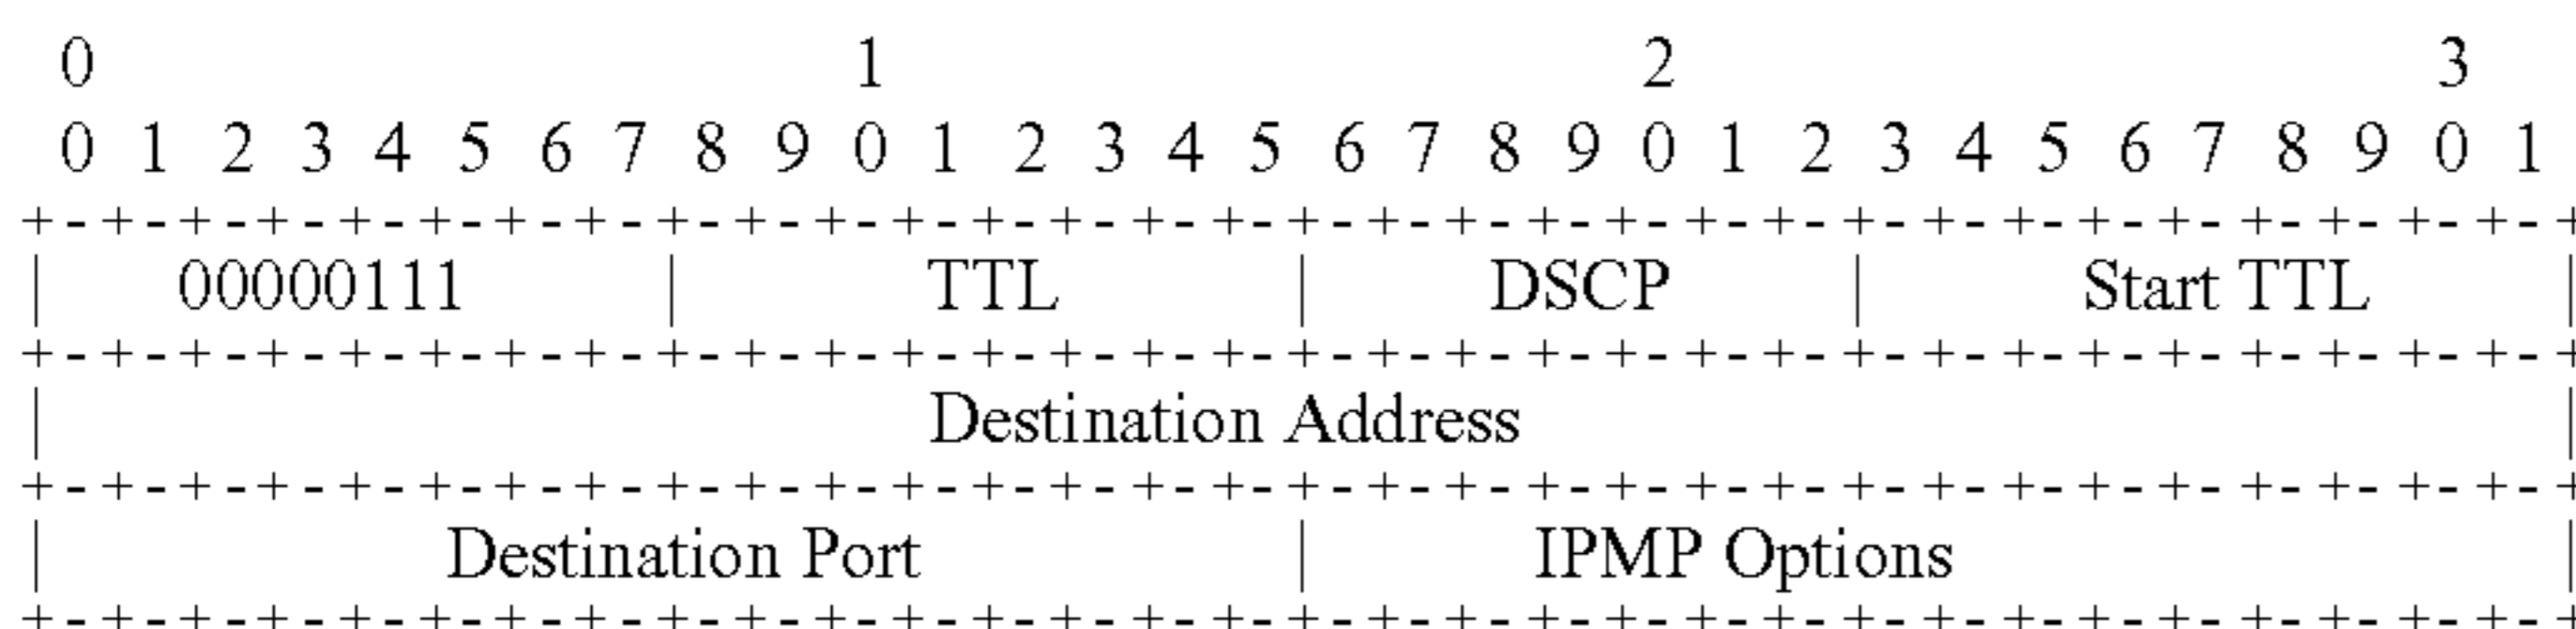 0 1 2 3
0 1 2 3 4 5 6 7 8 9 0 1 2 3 4 5 6 7 8 9 0 1 2 3 4 5 6 7 8 9 0 1
+-+-+-+-+-+-+-+-+-+-+-+-+-+-+-+-+-+-+-+-+-+-+-+-+-+-+-+-+-+-+-+-+
| 00000111 | TTL | DSCP | Start TTL |
+-+-+-+-+-+-+-+-+-+-+-+-+-+-+-+-+-+-+-+-+-+-+-+-+-+-+-+-+-+-+-+-+
| Destination Address |
+-+-+-+-+-+-+-+-+-+-+-+-+-+-+-+-+-+-+-+-+-+-+-+-+-+-+-+-+-+-+-+-+
| Destination Port | IPMP Options |
+-+-+-+-+-+-+-+-+-+-+-+-+-+-+-+-+-+-+-+-+-+-+-+-+-+-+-+-+-+-+-+-+